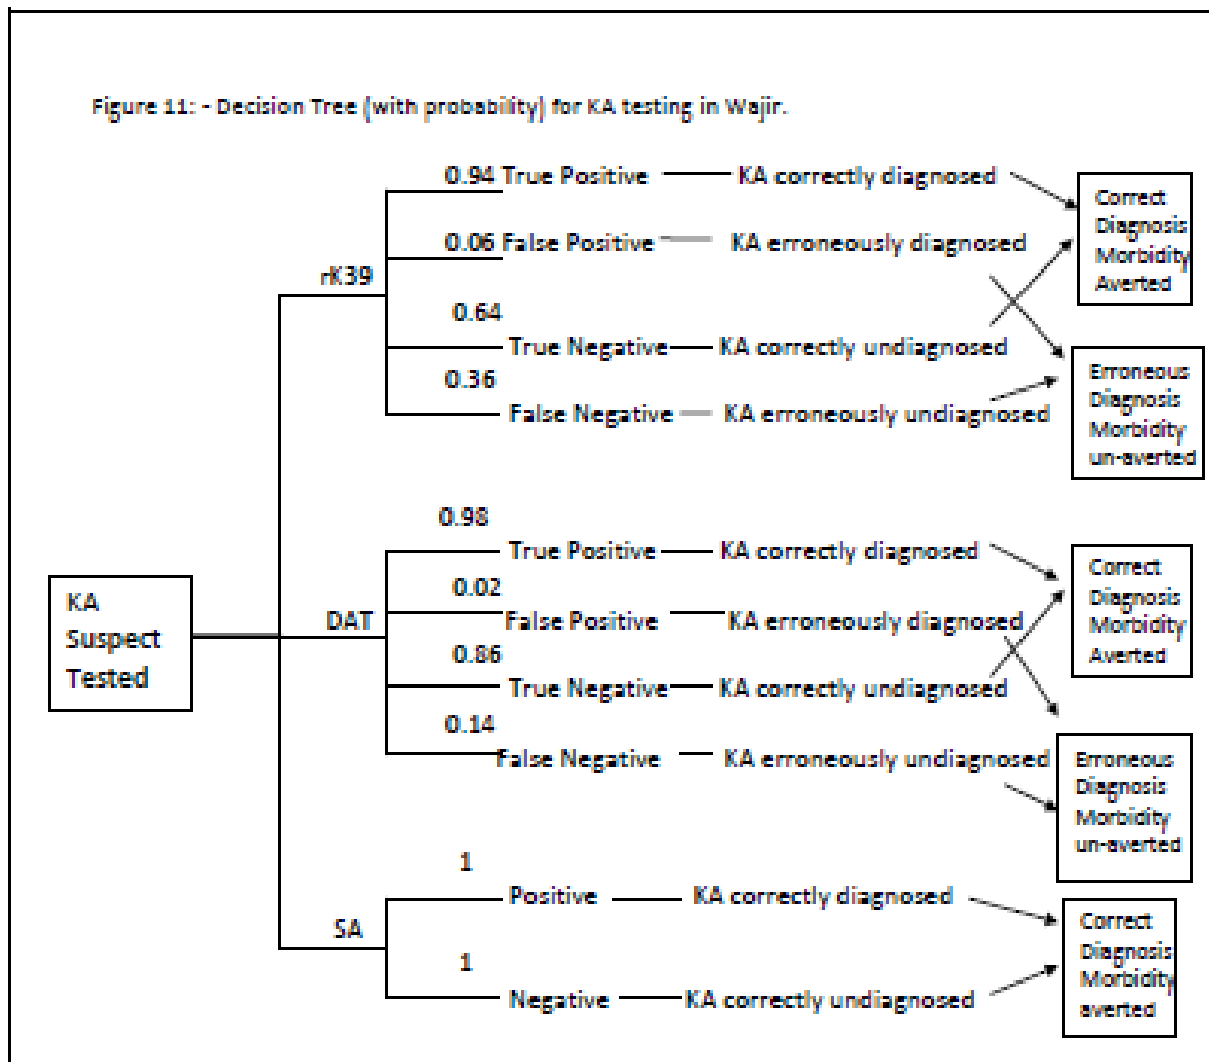 Figure 11: - Decision Tree (with probability) for KA testing in Wajir.
0.94 True Positive KA correctly diagnosed
0.06 False Positive KA erroneously diagnosed
rK39
0.64
True Negative KA correctly undiagnosed
0.36
False Negative KA erroneously undiagnosed
Correct
Diagnosis
Morbidity
Averted
Erroneous
Diagnosis
Morbidity
un-averted
KA
Suspect
Tested
DAT
0.98
True Positive KA correctly diagnosed
0.02
False Positive KA erroneously diagnosed
0.86
True Negative KA correctly undiagnosed
0.14
False Negative KA erroneously undiagnosed
Correct
Diagnosis
Morbidity
Averted
Erroneous
Diagnosis
Morbidity
un-averted
SA
1
Positive KA correctly diagnosed
1
Negative KA correctly undiagnosed
Correct
Diagnosis
Morbidity
averted